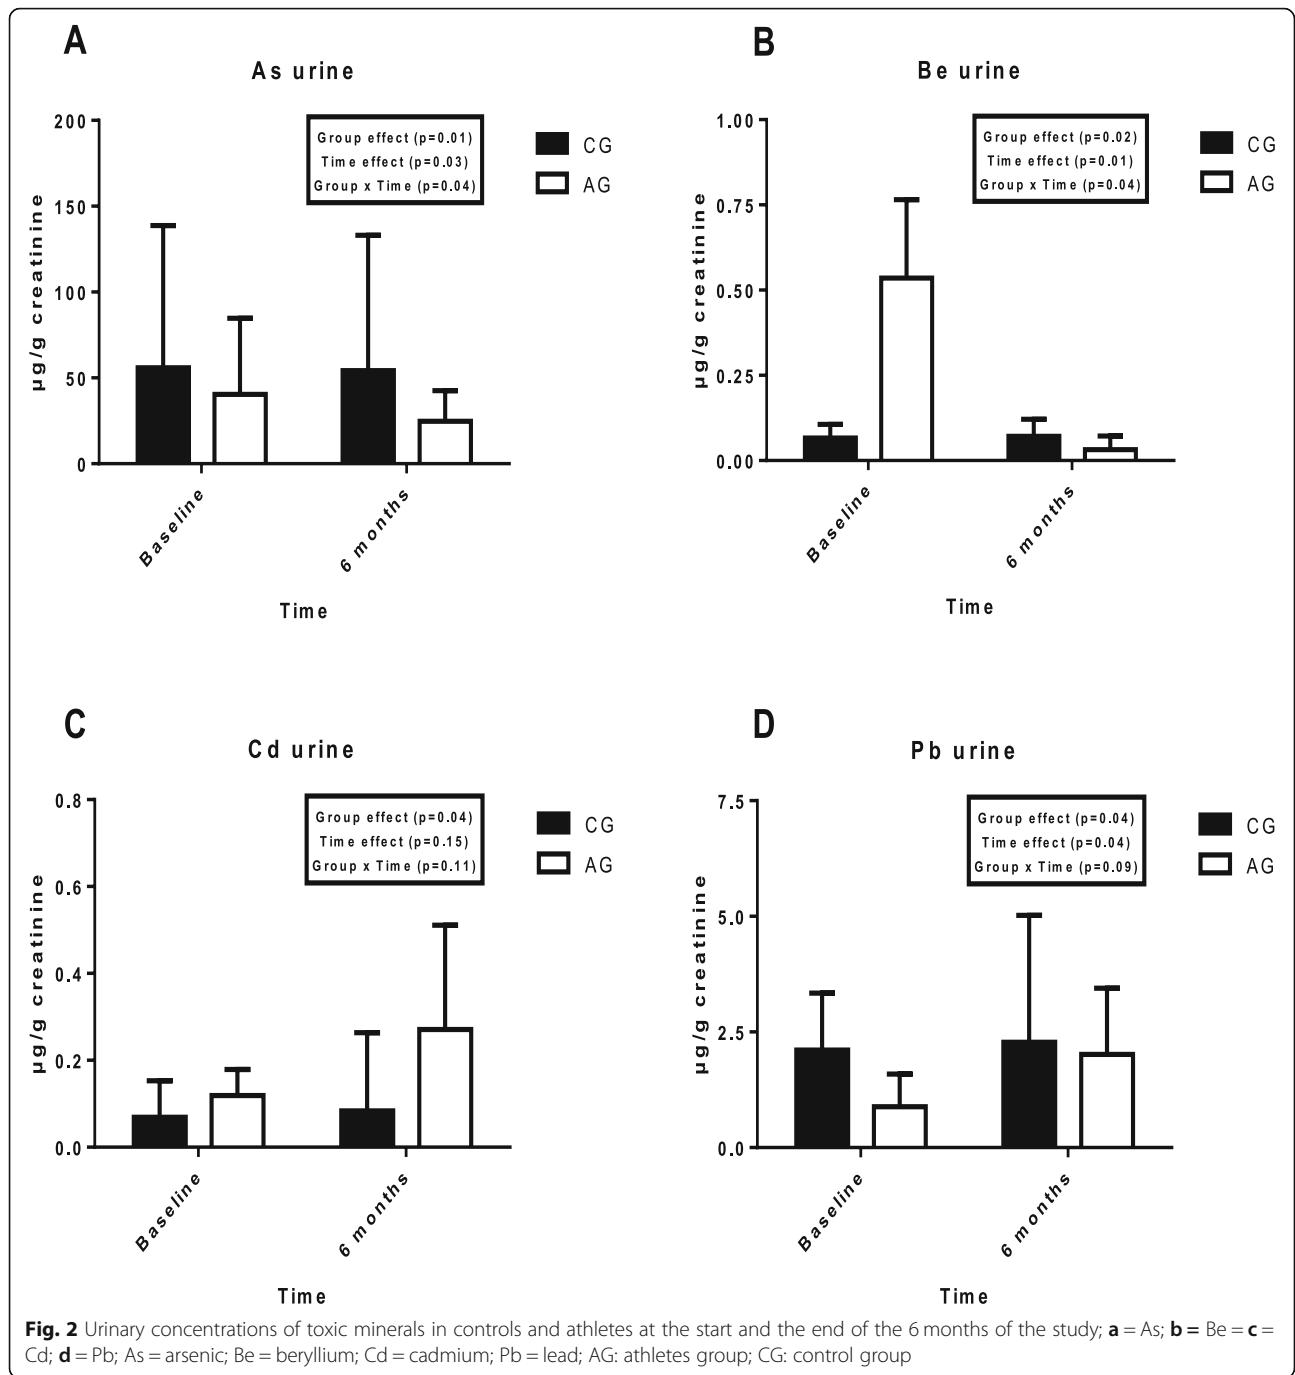 A
As urine
Group effect (p=0.01)
Time effect (p=0.03)
Group x Time (p=0.04)
CG
AG
µg/g creatinine
200
150
100
50
0
Baseline
6 months
Time
B
Be urine
Group effect (p=0.02)
Time effect (p=0.01)
Group x Time (p=0.04)
CG
AG
µg/g creatinine
1.00
0.75
0.50
0.25
0.00
Baseline
6 months
Time
C
Cd urine
Group effect (p=0.04)
Time effect (p=0.15)
Group x Time (p=0.11)
CG
AG
µg/g creatinine
0.8
0.6
0.4
0.2
0.0
Baseline
6 months
Time
D
Pb urine
Group effect (p=0.04)
Time effect (p=0.04)
Group x Time (p=0.09)
CG
AG
µg/g creatinine
7.5
5.0
2.5
0.0
Baseline
6 months
Time
Fig. 2 Urinary concentrations of toxic minerals in controls and athletes at the start and the end of the 6 months of the study; a = As; b = Be = c =
Cd; d = Pb; As = arsenic; Be = beryllium; Cd = cadmium; Pb = lead; AG: athletes group; CG: control group